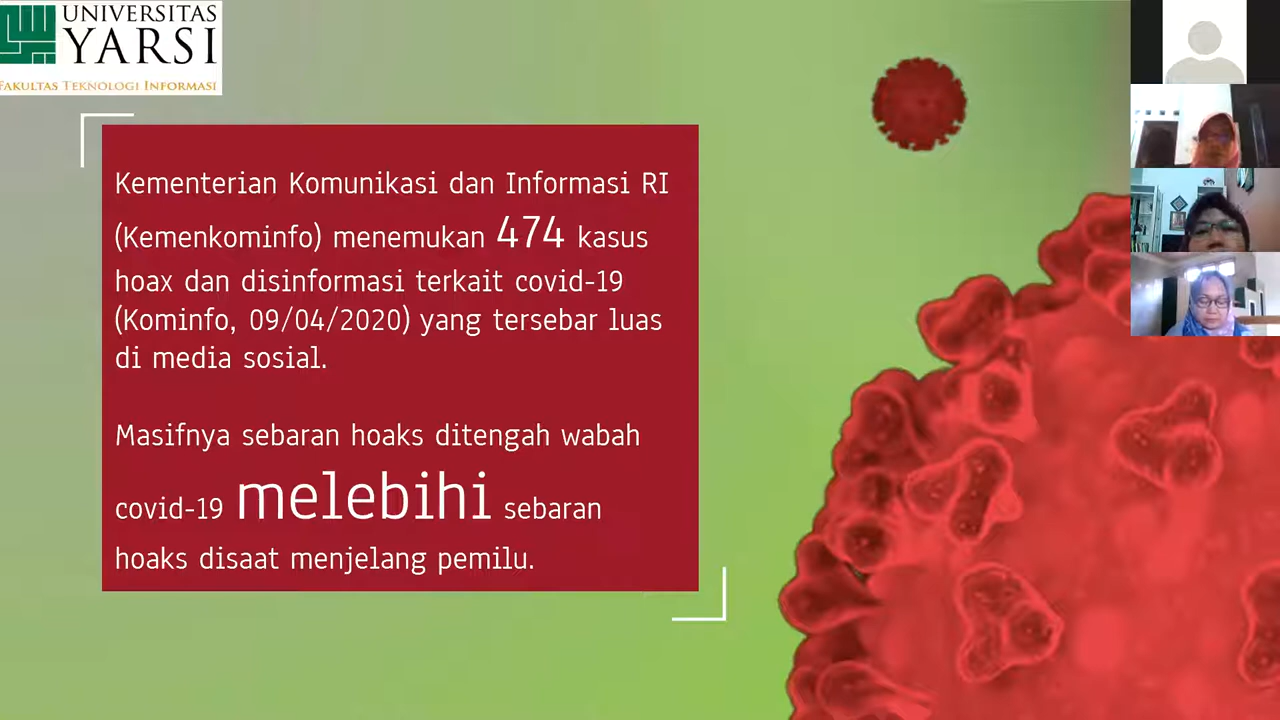 UNIVERSITAS
YARSI
FAKULTAS TEKNOLOGI INFORMASI
Kementerian Komunikasi dan Informasi RI
(Kemenkominfo) menemukan 474 kasus
hoax dan disinformasi terkait covid-19
(Kominfo, 09/04/2020) yang tersebar luas
di media sosial.
Masifnya sebaran hoaks ditengah wabah
covid-19 melebihi sebaran
hoaks disaat menjelang pemilu.